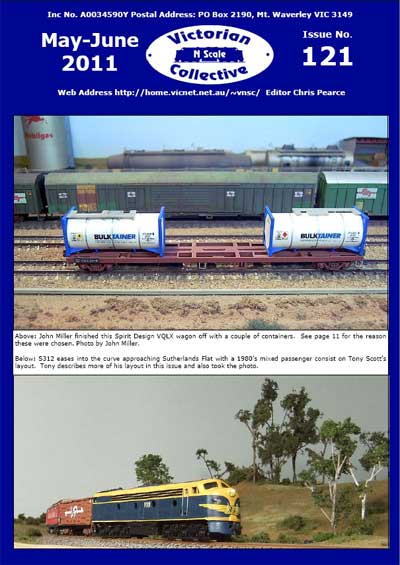 Inc No. A0034590Y Postal Address: PO Box 2190, Mt. Waverley VIC 3149
May-June
2011
Victorian
N Scale
Collective
Issue No.
121
Web Address http://home.vicnet.net.au/~vnsc/ Editor Chris Pearce
Mobilgas
BULKTAINER
BULKTAINER
Above: John Miller finished this Spirit Design VQLX wagon off with a couple of containers. See page 11 for the reason
these were chosen. Photo by John Miller.
Below: S312 eases into the curve approaching Sutherlands Flat with a 1980's mixed passenger consist on Tony Scott's
layout. Tony describes more of his layout in this issue and also took the photo.